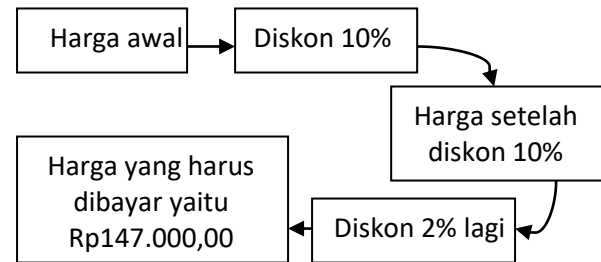 Harga awal
Diskon 10%
Harga setelah
diskon 10%
Diskon 2% lagi
Harga yang harus
dibayar yaitu
Rp147.000,00